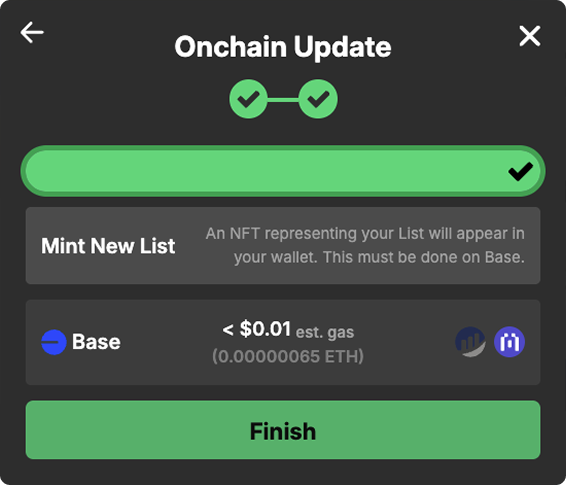 Onchain Update
Mint New List
An NFT representing your List will appear in
your wallet. This must be done on Base.
Base
< $0.01 est. gas
(0.00000065 ETH)
Finish